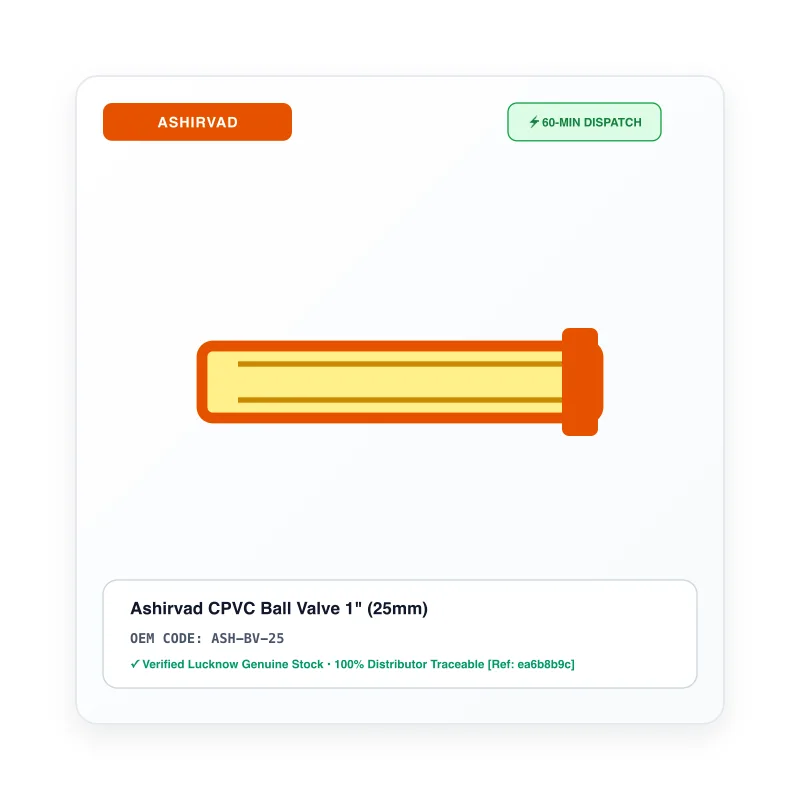 ASHIRVAD
⚡60-MIN DISPATCH
Ashirvad CPVC Ball Valve 1" (25mm)
OEM CODE: ASH-BV-25
✓ Verified Lucknow Genuine Stock · 100% Distributor Traceable [Ref: ea6b8b9c]